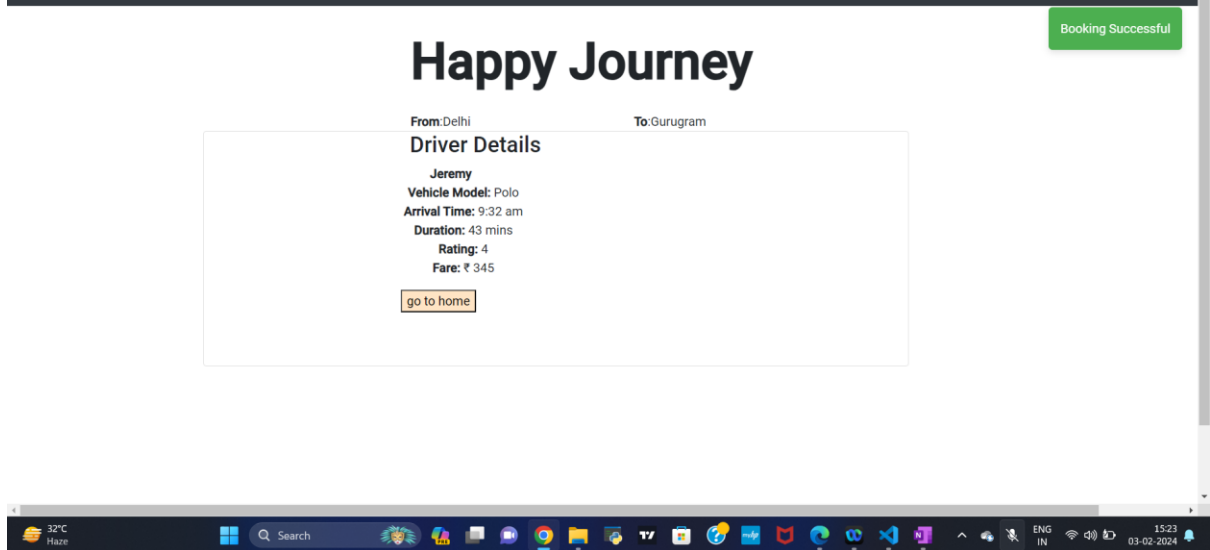 Booking Successful
Happy Journey
From:Delhi To:Gurugram
Driver Details
Jeremy
Vehicle Model: Polo
Arrival Time: 9:32 am
Duration: 43 mins
Rating: 4
Fare: ₹ 345
go to home
32°C
Haze
Search
ENG
IN
15:23
03-02-2024